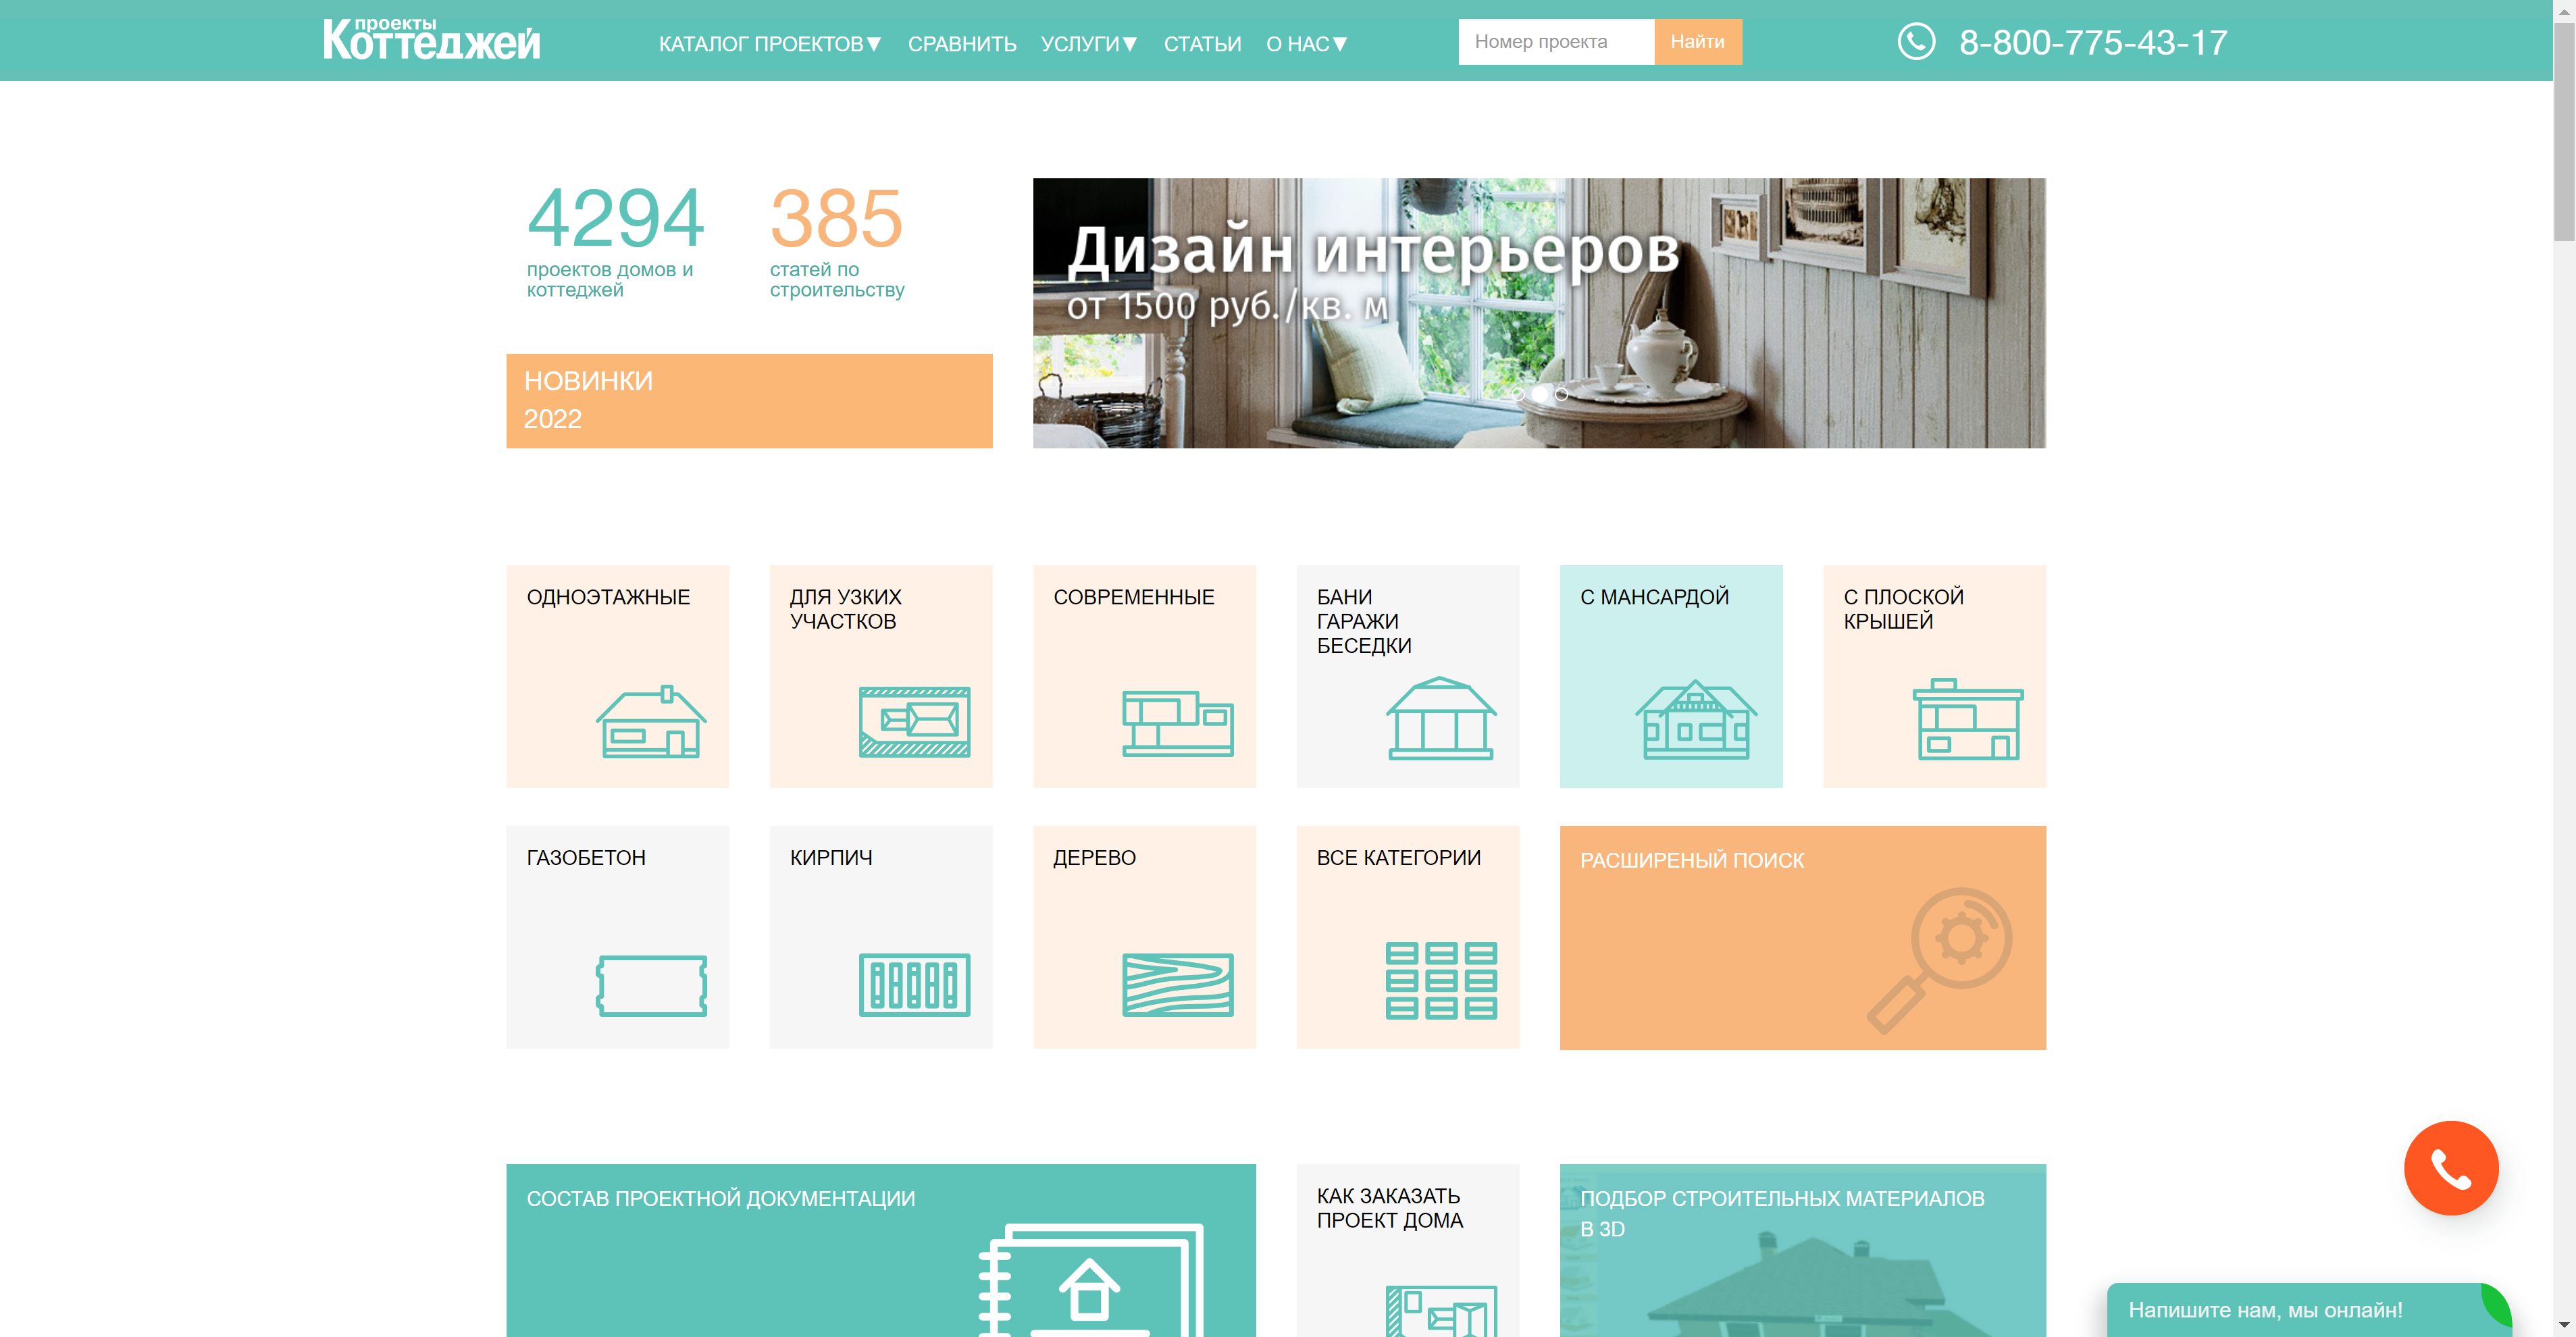 проекты
Коттеджей
КАТАЛОГ ПРОЕКТОВ▼ СРАВНИТЬ УСЛУГИ▼ СТАТЬИ О НАС▼
Номер проекта Найти
8-800-775-43-17
4294
проектов домов и
коттеджей
385
статей по
строительству
НОВИНКИ
2022
Дизайн интерьеров
от 1500 руб./кв. м
ОДНОЭТАЖНЫЕ
ДЛЯ УЗКИХ
УЧАСТКОВ
СОВРЕМЕННЫЕ
БАНИ
ГАРАЖИ
БЕСЕДКИ
С МАНСАРДОЙ
С ПЛОСКОЙ
КРЫШЕЙ
ГАЗОБЕТОН
КИРПИЧ
ДЕРЕВО
ВСЕ КАТЕГОРИИ
РАСШИРЕНЫЙ ПОИСК
СОСТАВ ПРОЕКТНОЙ ДОКУМЕНТАЦИИ
КАК ЗАКАЗАТЬ
ПРОЕКТ ДОМА
ПОДБОР СТРОИТЕЛЬНЫХ МАТЕРИАЛОВ
В 3D
Напишите нам, мы онлайн!